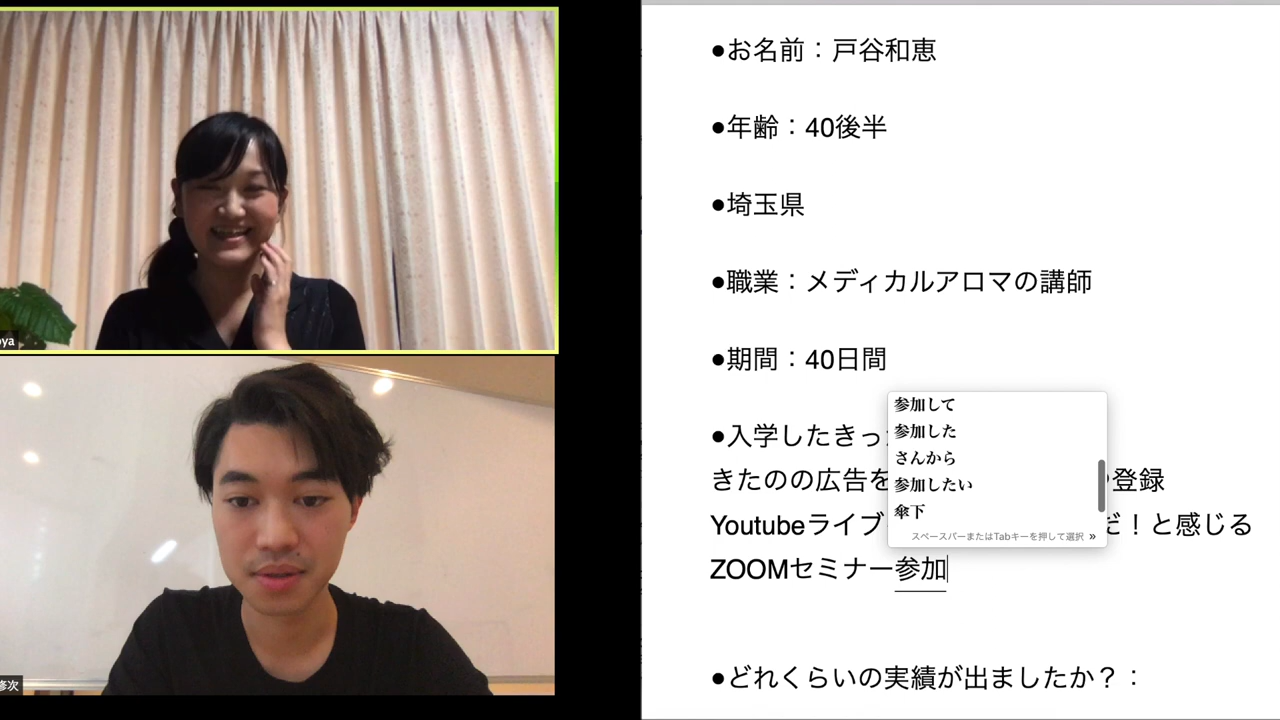 oya
修次
●お名前：戸谷和恵
●年齢：40後半
●埼玉県
●職業：メディカルアロマの講師
●期間：40日間
●入学したきっ
きたのの広告を
登録
Youtubeライブ
だ！と感じる
ZOOMセミナー参加
参加して
参加した
さんから
参加したい
傘下
スペースバーまたはTabキーを押して選択 »
●どれくらいの実績が出ましたか？：